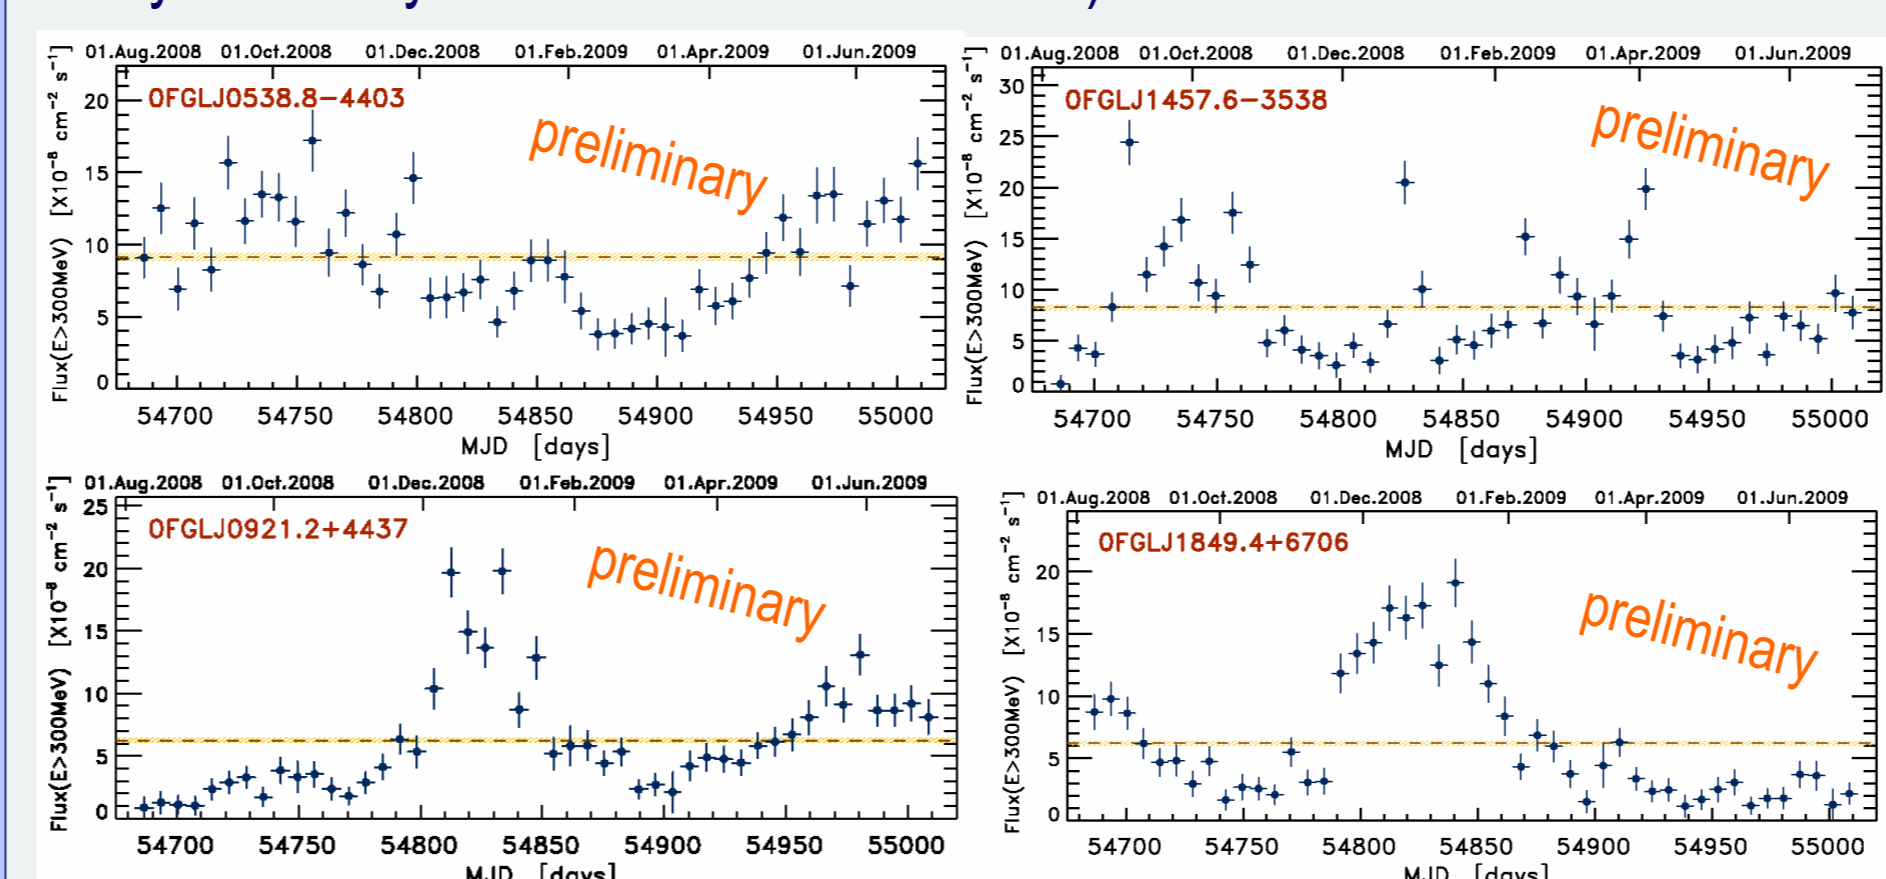 01.Aug.2008 01.Oct.2008 01.Dec.2008 01.Feb.2009 01.Apr.2009 01.Jun.2009
0FGLJ0538.8−4403
preliminary
Flux(E>300MeV) [X10⁻⁸ cm⁻² s⁻¹]
20
15
10
5
0
54700 54750 54800 54850 54900 54950 55000
MJD [days]
01.Aug.2008 01.Oct.2008 01.Dec.2008 01.Feb.2009 01.Apr.2009 01.Jun.2009
0FGLJ1457.6−3538
preliminary
Flux(E>300MeV) [X10⁻⁸ cm⁻² s⁻¹]
30
25
20
15
10
5
0
54700 54750 54800 54850 54900 54950 55000
MJD [days]
01.Aug.2008 01.Oct.2008 01.Dec.2008 01.Feb.2009 01.Apr.2009 01.Jun.2009
0FGLJ0921.2+4437
preliminary
Flux(E>300MeV) [X10⁻⁸ cm⁻² s⁻¹]
25
20
15
10
5
0
54700 54750 54800 54850 54900 54950 55000
MJD [days]
01.Aug.2008 01.Oct.2008 01.Dec.2008 01.Feb.2009 01.Apr.2009 01.Jun.2009
0FGLJ1849.4+6706
preliminary
Flux(E>300MeV) [X10⁻⁸ cm⁻² s⁻¹]
20
15
10
5
0
54700 54750 54800 54850 54900 54950 55000
MJD [days]